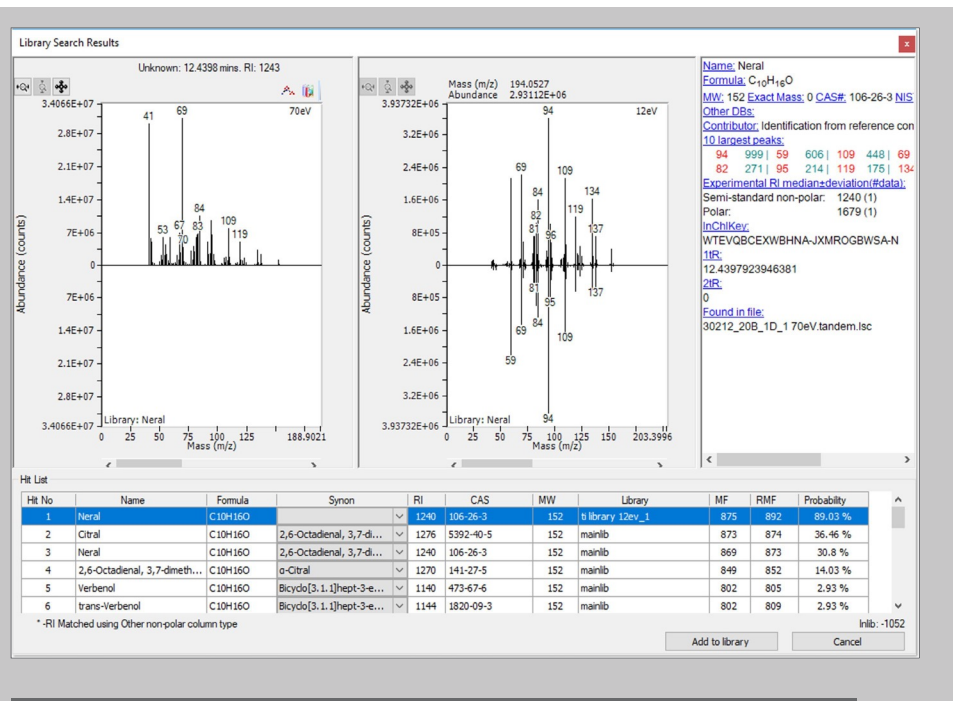 Library Search Results
x
Unknown: 12.4398 mins. RI: 1243
70eV
3.4066E+07
2.8E+07
2.1E+07
1.4E+07
7E+06
0
7E+06
1.4E+07
2.1E+07
2.8E+07
3.4066E+07
Abundance (counts)
41
69
53
67
70
83
84
109
119
Library: Neral
0 25 50 75 100 125 188.9021
Mass (m/z)
Mass (m/z) 194.0527
Abundance 2.93112E+06
12eV
3.93732E+06
3.2E+06
2.4E+06
1.6E+06
8E+05
0
8E+05
1.6E+06
2.4E+06
3.2E+06
3.93732E+06
Abundance (counts)
94
69
109
84
134
82
119
81
96
137
81
95
137
69
84
109
59
94
Library: Neral
0 25 50 75 100 125 150 203.3996
Mass (m/z)
Name: Neral
Formula: C10H16O
MW: 152 Exact Mass: 0 CAS#: 106-26-3 NIS
Other DBs:
Contributor: Identification from reference con
10 largest peaks:
94 999 | 59 606 | 109 448 | 69
82 271 | 95 214 | 119 175 | 134
Experimental RI median±deviation(#data):
Semi-standard non-polar: 1240 (1)
Polar: 1679 (1)
InChIKey:
WTEVQBCEXWBHNA-JXMROGBWSA-N
1tR:
12.4397923946381
2tR:
0
Found in file:
30212_20B_1D_1 70eV.tandem.lsc
Hit List
Hit No Name Formula Synon RI CAS MW Library MF RMF Probability
1 Neral C10H16O 1240 106-26-3 152 ti library 12ev_1 875 892 89.03 %
2 Citral C10H16O 2,6-Octadienal, 3,7-di... 1276 5392-40-5 152 mainlib 873 874 36.46 %
3 Neral C10H16O 2,6-Octadienal, 3,7-di... 1240 106-26-3 152 mainlib 869 873 30.8 %
4 2,6-Octadienal, 3,7-dimeth... C10H16O α-Citral 1270 141-27-5 152 mainlib 849 852 14.03 %
5 Verbenol C10H16O Bicyclo[3.1.1]hept-3-e... 1140 473-67-6 152 mainlib 802 805 2.93 %
6 trans-Verbenol C10H16O Bicyclo[3.1.1]hept-3-e... 1144 1820-09-3 152 mainlib 802 809 2.93 %
* -RI Matched using Other non-polar column type
Inlib: -1052
Add to library
Cancel